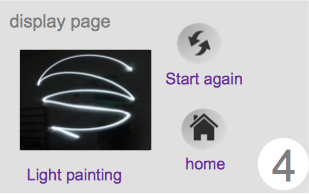 display page
Start again
home
Light painting
4